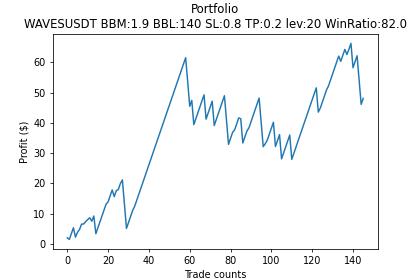 Portfolio
WAVESUSDT BBM:1.9 BBL:140 SL:0.8 TP:0.2 lev:20 WinRatio:82.0
Profit ($)
60
50
40
30
20
10
0
0 20 40 60 80 100 120 140
Trade counts